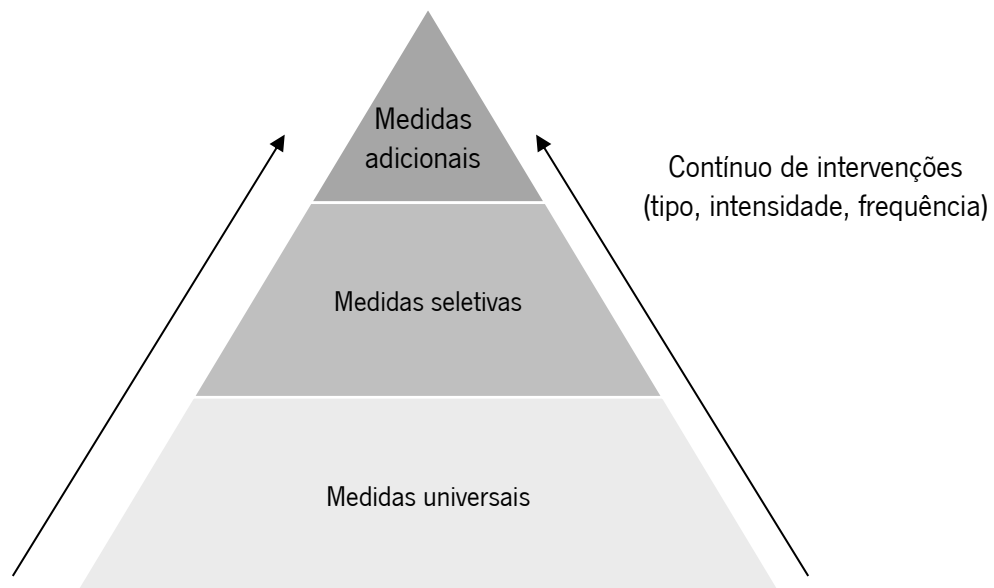 Medidas
adicionais
Contínuo de intervenções
(tipo, intensidade, frequência)
Medidas seletivas
Medidas universais